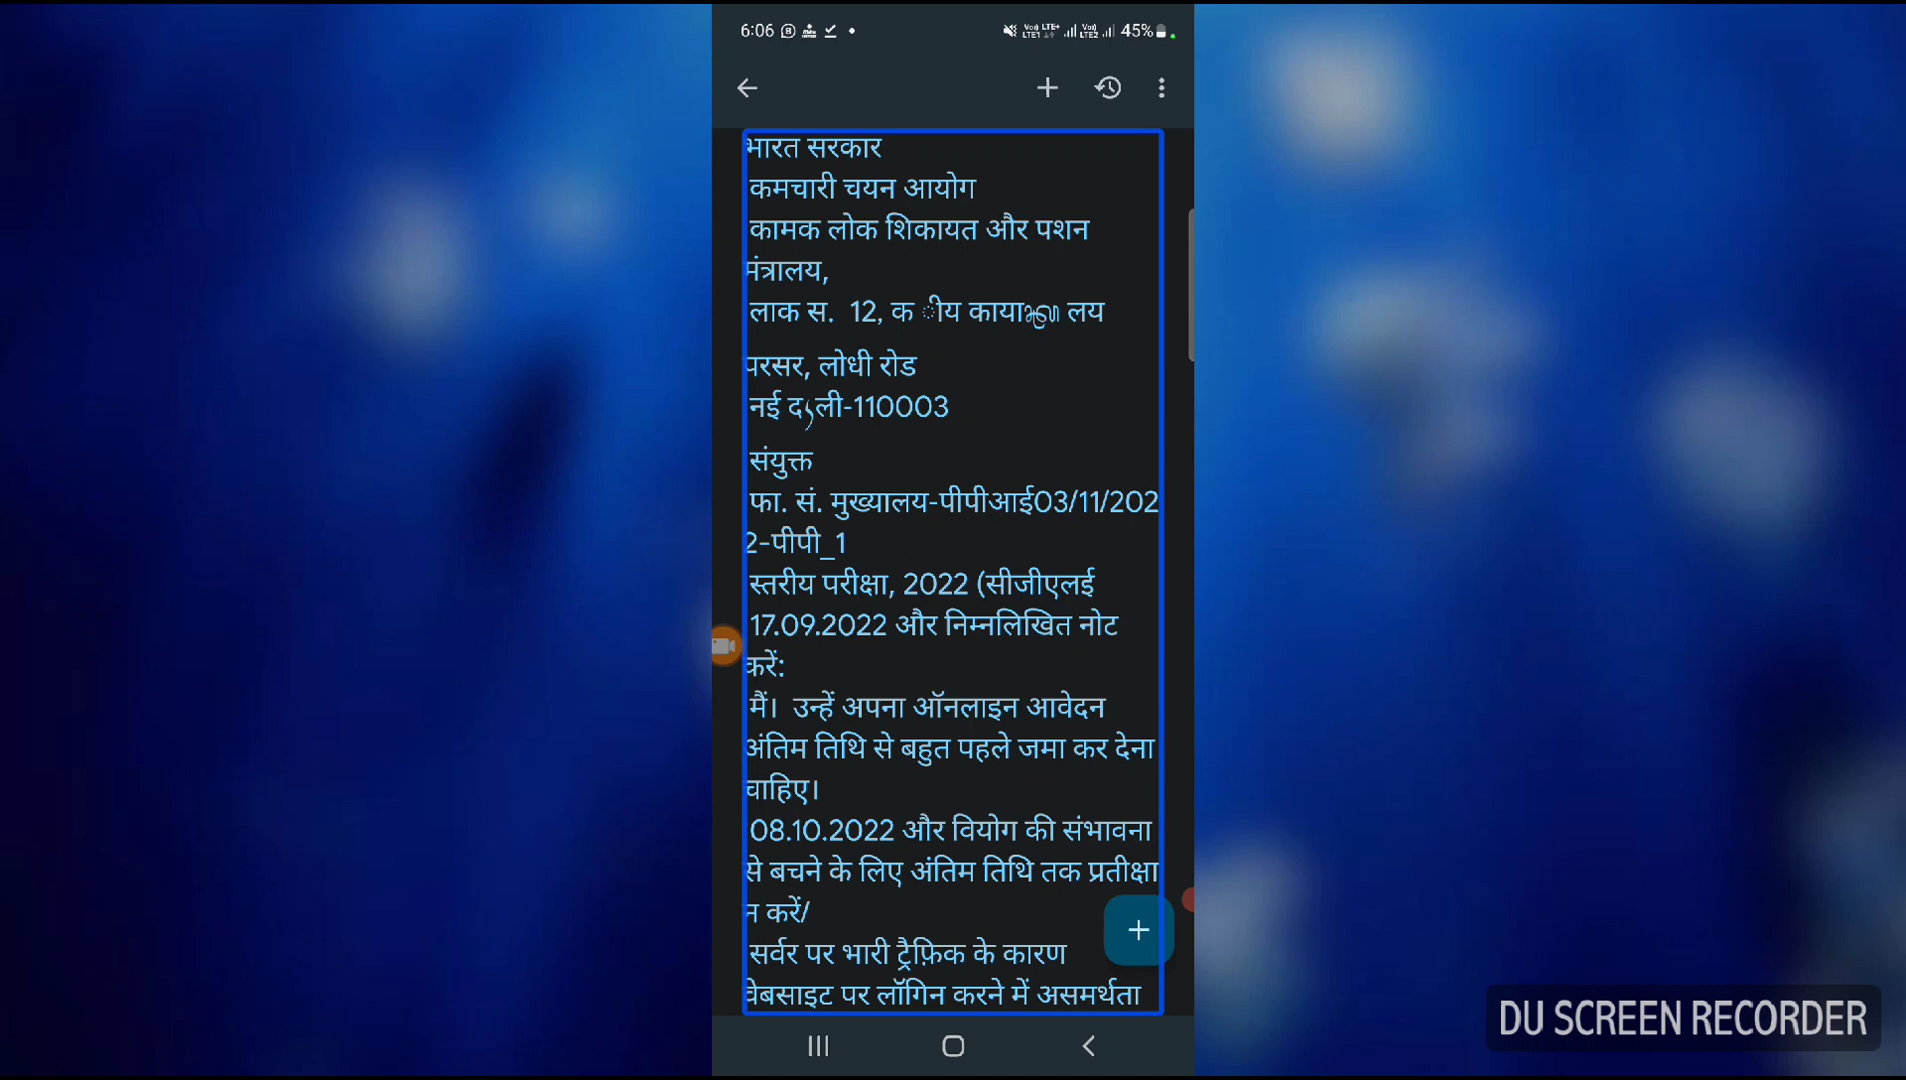 6:06 45%
भारत सरकार
कमचारी चयन आयोग
कामक लोक शिकायत और पशन
मंत्रालय,
लाक स. 12, क ीय काया लय
परसर, लोधी रोड
नई द ली-110003
संयुक्त
फा. सं. मुख्यालय-पीपीआई03/11/202
2-पीपी_1
स्तरीय परीक्षा, 2022 (सीजीएलई
17.09.2022 और निम्नलिखित नोट
करें:
मैं। उन्हें अपना ऑनलाइन आवेदन
अंतिम तिथि से बहुत पहले जमा कर देना
चाहिए।
08.10.2022 और वियोग की संभावना
से बचने के लिए अंतिम तिथि तक प्रतीक्षा
न करें/
सर्वर पर भारी ट्रैफ़िक के कारण
वेबसाइट पर लॉगिन करने में असमर्थता
DU SCREEN RECORDER